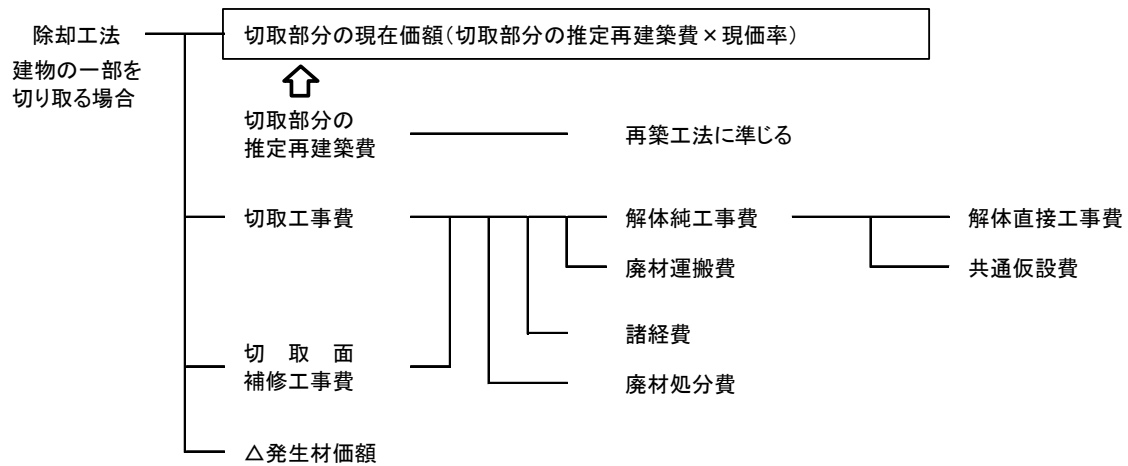 除却工法
建物の一部を
切り取る場合
切取部分の現在価額(切取部分の推定再建築費×現価率)
切取部分の
推定再建築費
再築工法に準じる
切取工事費
解体純工事費
解体直接工事費
廃材運搬費
共通仮設費
諸経費
切 取 面
補修工事費
廃材処分費
△発生材価額